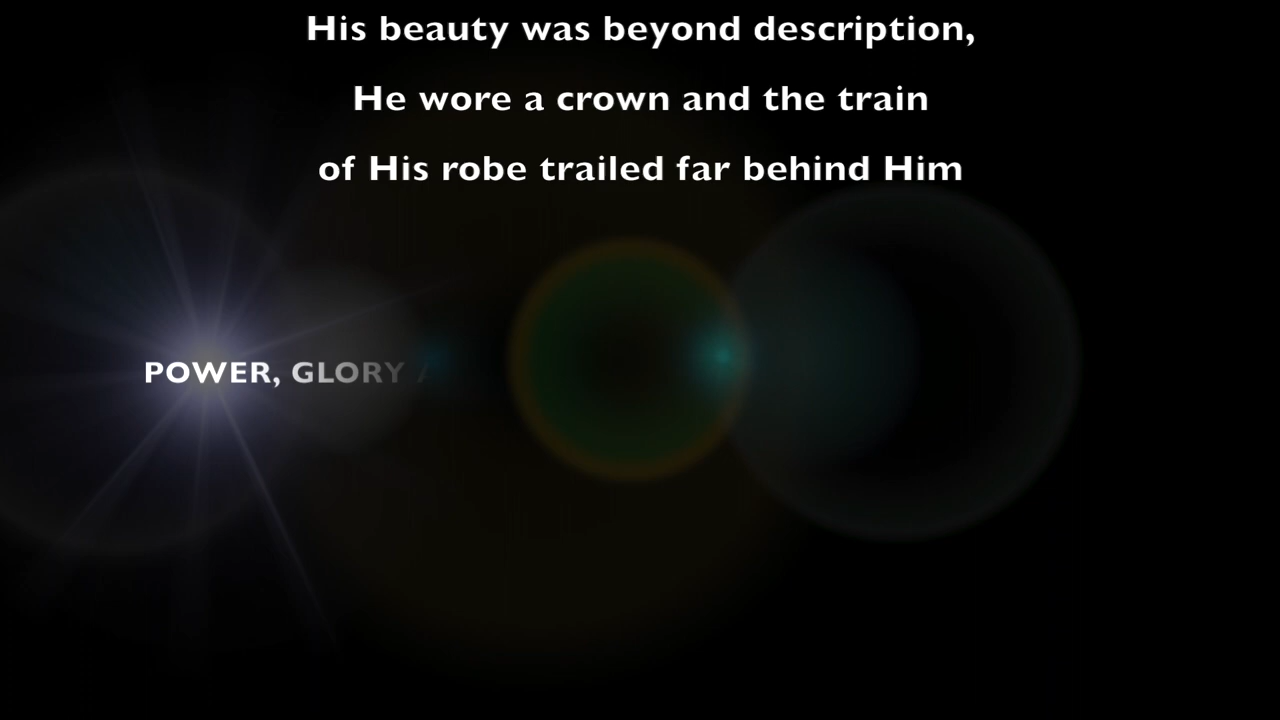 His beauty was beyond description,
He wore a crown and the train
of His robe trailed far behind Him
POWER, GLORY